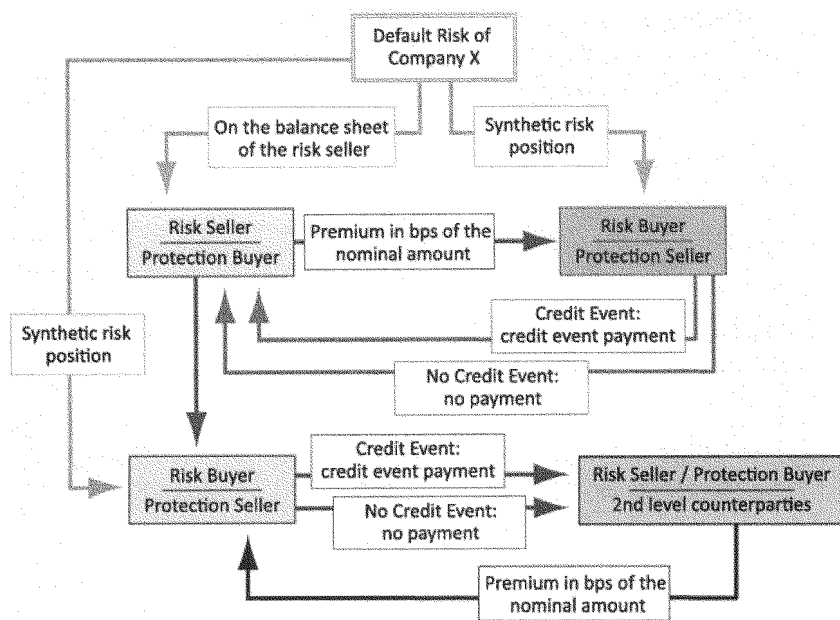 Default Risk of
Company X
On the balance sheet
of the risk seller
Synthetic risk
position
Risk Seller
Protection Buyer
Premium in bps of the
nominal amount
Risk Buyer
Protection Seller
Credit Event:
credit event payment
Synthetic risk
position
No Credit Event:
no payment
Risk Buyer
Protection Seller
Credit Event:
credit event payment
No Credit Event:
no payment
Risk Seller / Protection Buyer
2nd level counterparties
Premium in bps of the
nominal amount